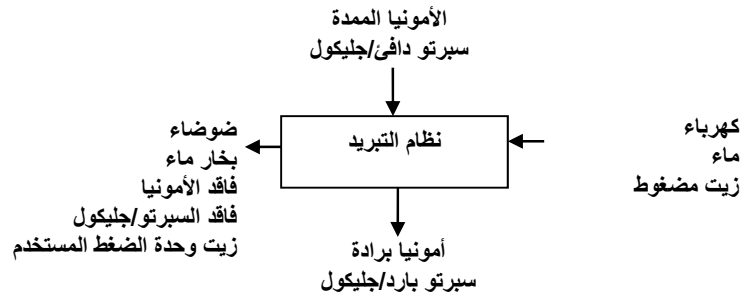 الأمونيا الممدة
سبرتو دافئ/جليكول
نظام التبريد
كهرباء
ماء
زيت مضغوط
ضوضاء
بخار ماء
فاقد الأمونيا
فاقد السبرتو/جليكول
زيت وحدة الضغط المستخدم
أمونيا برادة
سبرتو بارد/جليكول